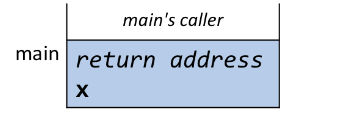 main's caller
main
return address
x